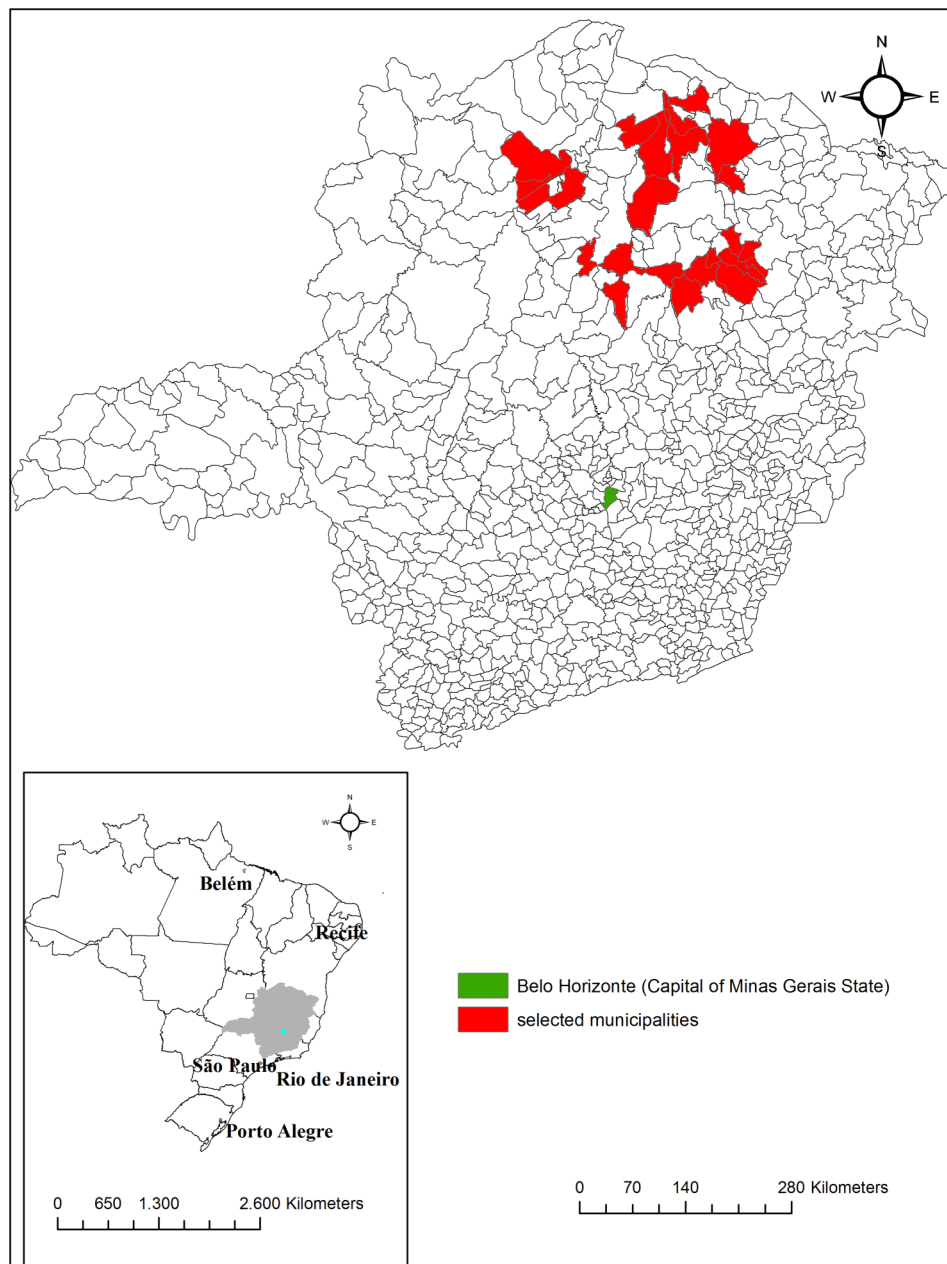 N
W E
S
N
W E
S
Belém
Recife
São Paulo
Rio de Janeiro
Porto Alegre
0 650 1.300 2.600 Kilometers
Belo Horizonte (Capital of Minas Gerais State)
selected municipalities
0 70 140 280 Kilometers